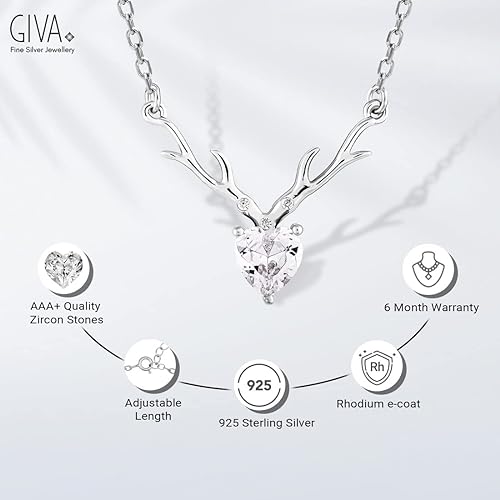 GIVA
Fine Silver Jewellery
AAA+ Quality
Zircon Stones
6 Month Warranty
Adjustable
Length
925
925 Sterling Silver
Rh
Rhodium e-coat